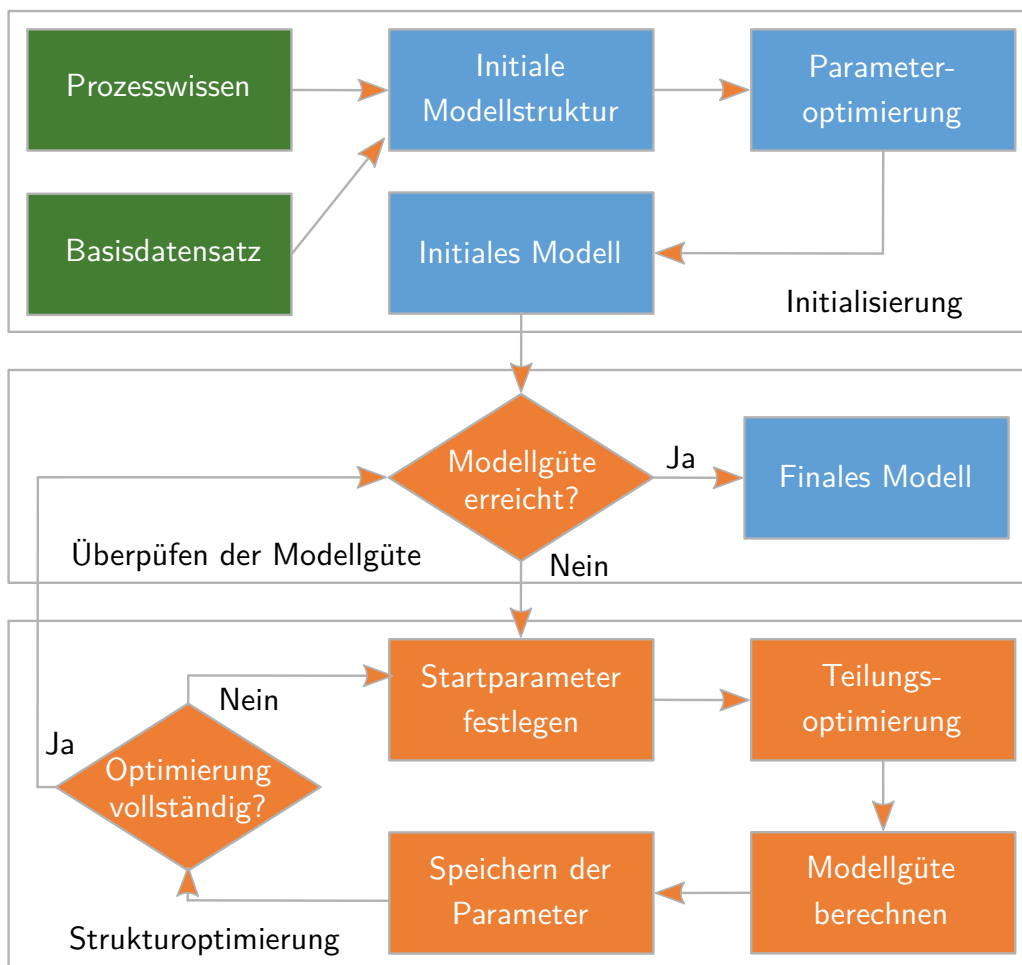 Prozesswissen
Initiale
Modellstruktur
Parameter-
optimierung
Basisdatensatz
Initiales Modell
Initialisierung
Modellgüte
erreicht?
Ja
Finales Modell
Überpüfen der Modellgüte
Nein
Startparameter
festlegen
Teilungs-
optimierung
Nein
Ja
Optimierung
vollständig?
Speichern der
Parameter
Modellgüte
berechnen
Strukturoptimierung